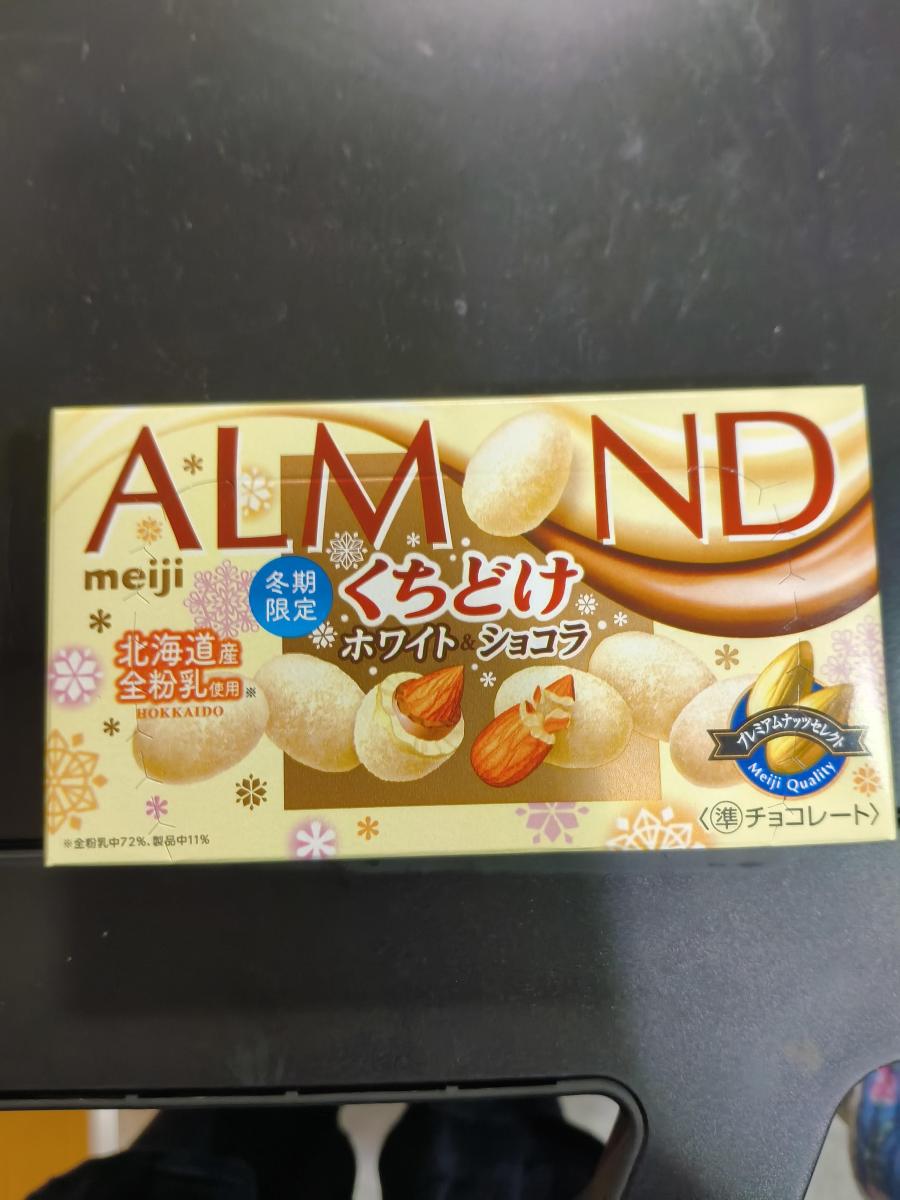 ALMOND
meiji
冬期
限定
くちどけ
ホワイト&ショコラ
北海道産
全粉乳使用※
HOKKAIDO
プレミアムナッツセレクト
Meiji Quality
〈準チョコレート〉
※全粉乳中72%、製品中11%